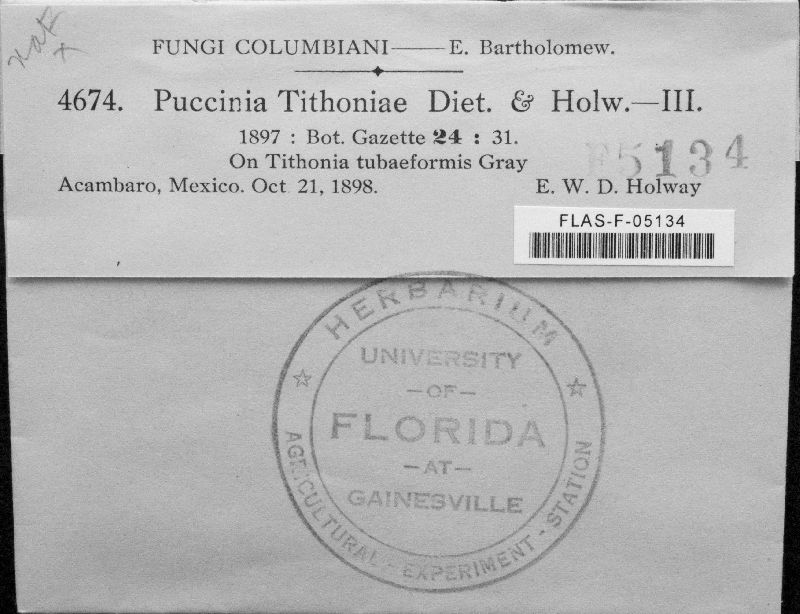 FUNGI COLUMBIANI—E. Bartholomew.
4674. Puccinia Tithoniae Diet. & Holw.—III.
1897 : Bot. Gazette 24 : 31.
On Tithonia tubaeformis Gray
F5134
Acambaro, Mexico. Oct 21, 1898. E. W. D. Holway
FLAS-F-05134
HERBARIUM
UNIVERSITY
—OF—
FLORIDA
—AT—
GAINESVILLE
AGRICULTURAL - EXPERIMENT - STATION